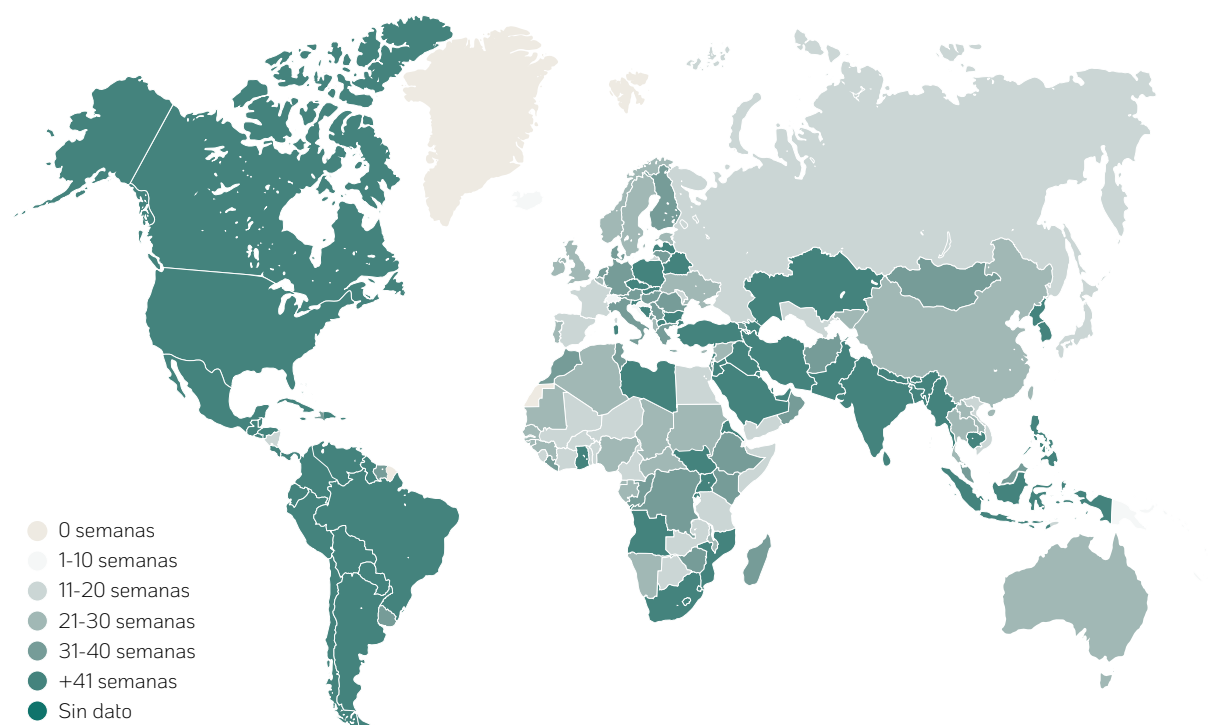 0 semanas
1-10 semanas
11-20 semanas
21-30 semanas
31-40 semanas
+41 semanas
Sin dato